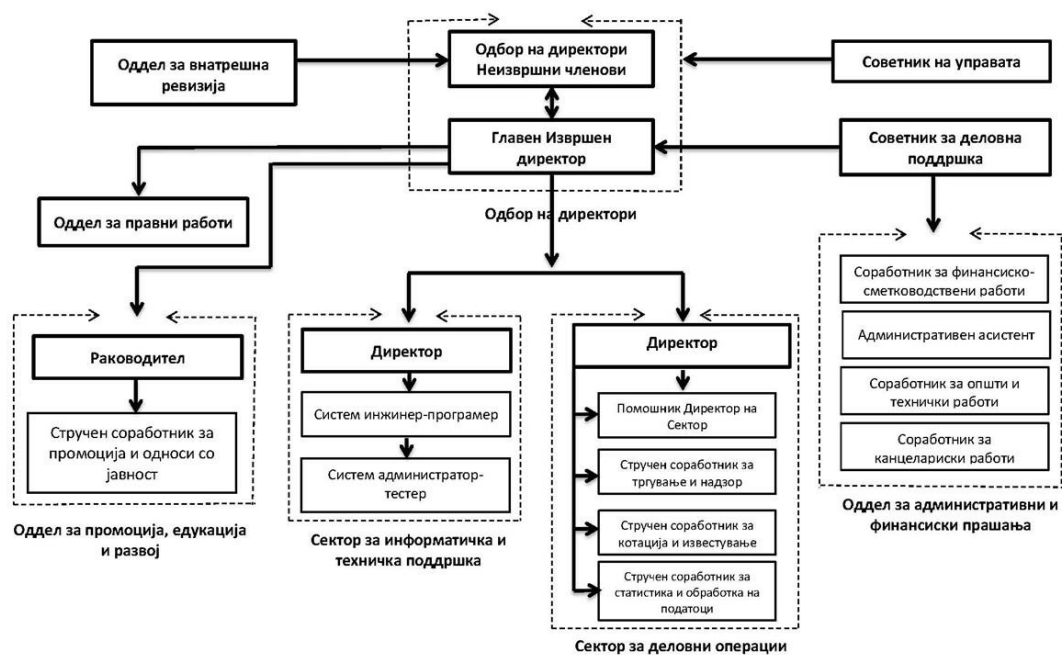 Оддел за внатрешна
ревизија
Одбор на директори
Неизвршни членови
Советник на управата
Главен Извршен
директор
Советник за деловна
поддршка
Оддел за правни работи
Одбор на директори
Раководител
Стручен соработник за
промоција и односи со
јавност
Оддел за промоција, едукација
и развој
Директор
Систем инжинер-програмер
Систем администратор-
тестер
Сектор за информатичка и
техничка поддршка
Директор
Помошник Директор на
Сектор
Стручен соработник за
тргување и надзор
Стручен соработник за
котација и известување
Стручен соработник за
статистика и обработка на
податоци
Сектор за деловни операции
Соработник за финансиско-
сметководствени работи
Административен асистент
Соработник за општи и
технички работи
Соработник за
канцелариски работи
Оддел за административни и
финансиски прашања